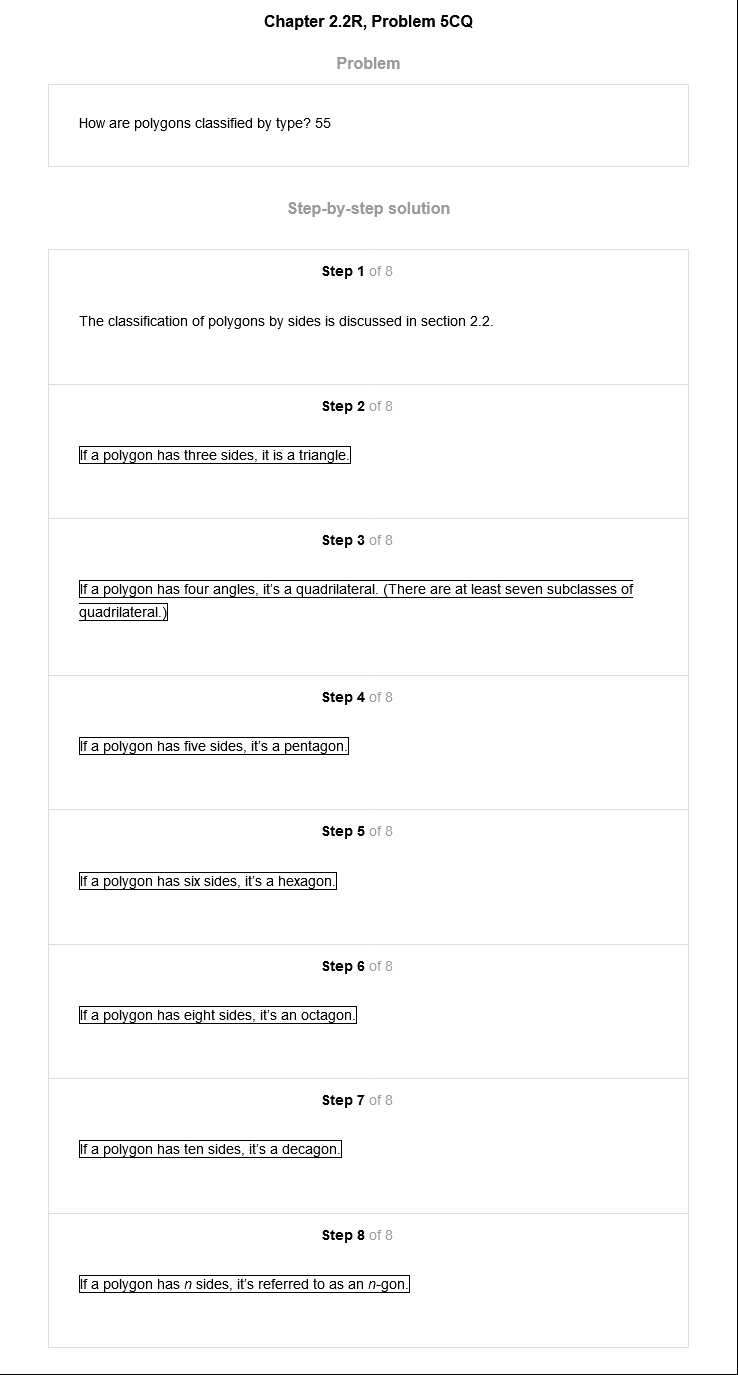 Chapter 2.2R, Problem 5CQ
Problem
How are polygons classified by type? 55
Step-by-step solution
Step 1 of 8
The classification of polygons by sides is discussed in section 2.2.
Step 2 of 8
If a polygon has three sides, it is a triangle.
Step 3 of 8
If a polygon has four angles, it's a quadrilateral. (There are at least seven subclasses of
quadrilateral.)
Step 4 of 8
If a polygon has five sides, it's a pentagon.
Step 5 of 8
If a polygon has six sides, it's a hexagon.
Step 6 of 8
If a polygon has eight sides, it's an octagon.
Step 7 of 8
If a polygon has ten sides, it's a decagon.
Step 8 of 8
If a polygon has n sides, it's referred to as an n-gon.